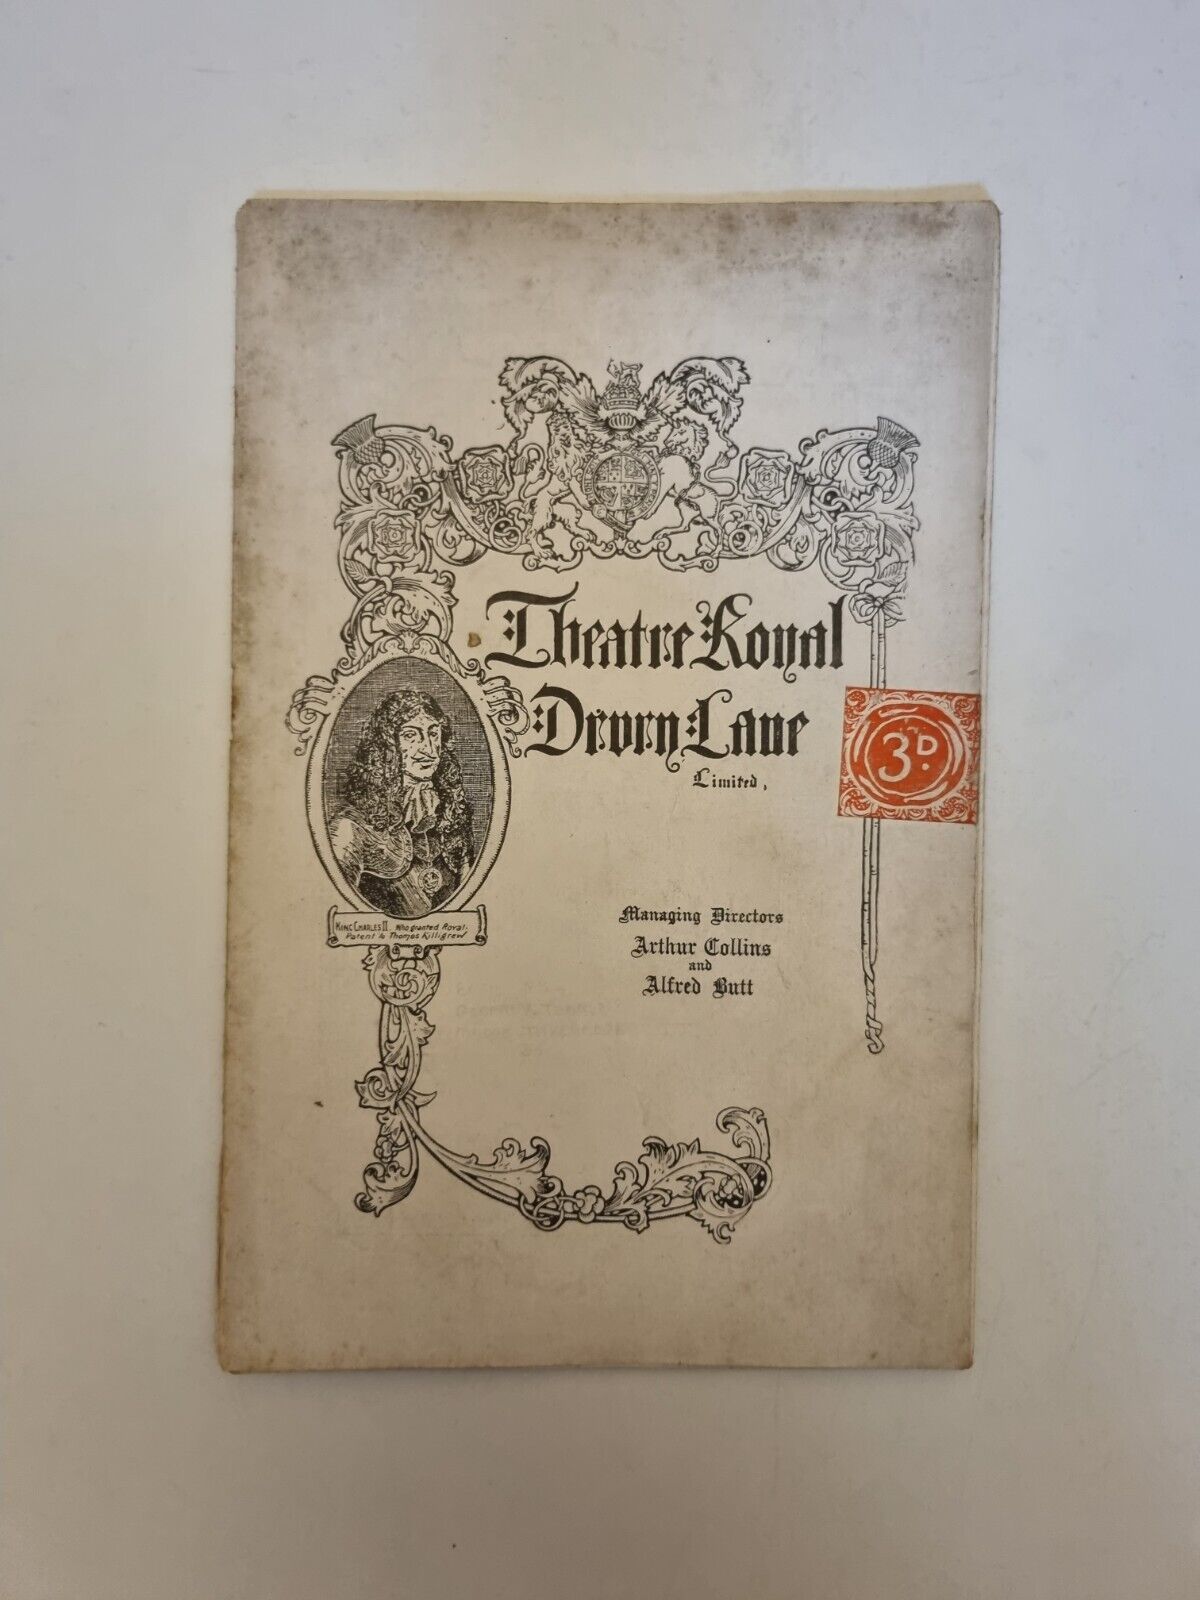 Theatre Royal
Drury Lane
Limited,
3D.
KING CHARLES II. Who granted Royal
Patent to Thomas Killigrew
Managing Directors
Arthur Collins
and
Alfred Butt